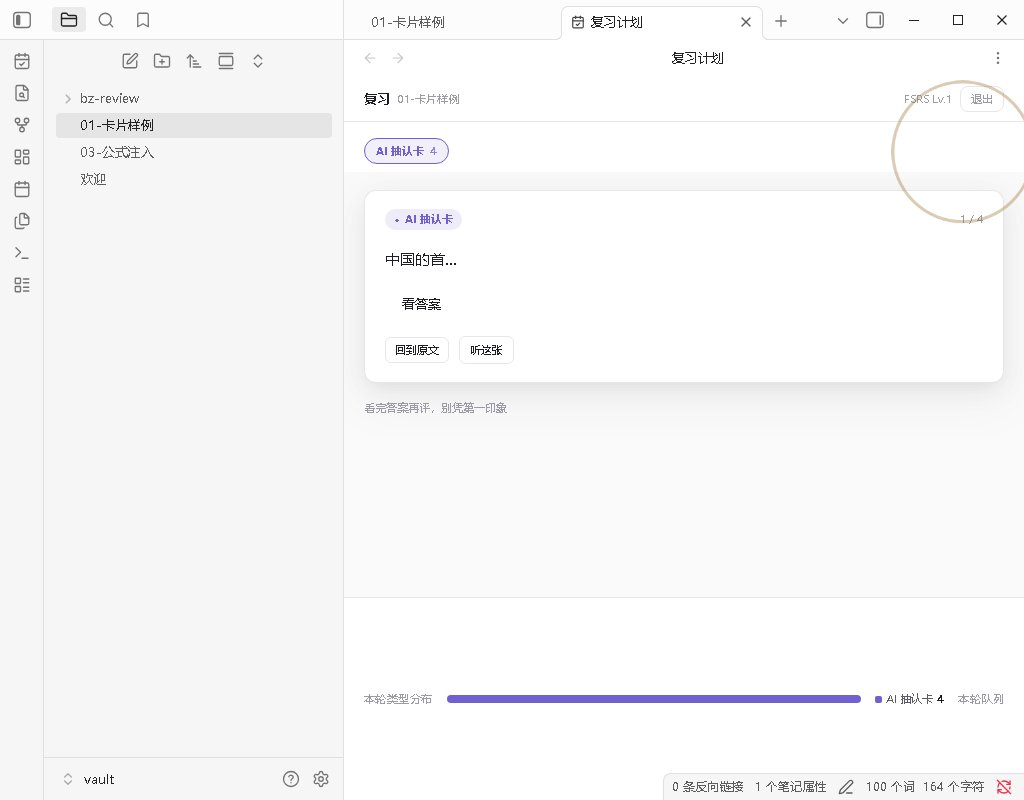 01-卡片样例
复习计划
复习计划
bz-review
01-卡片样例
03-公式注入
欢迎
复习 01-卡片样例
FSRS Lv.1 退出
AI 抽认卡 4
AI 抽认卡
1 / 4
中国的首...
看答案
回到原文 听这张
看完答案再评，别凭第一印象
本轮类型分布 AI 抽认卡 4 本轮队列
vault
0 条反向链接 1 个笔记属性 100 个词 164 个字符